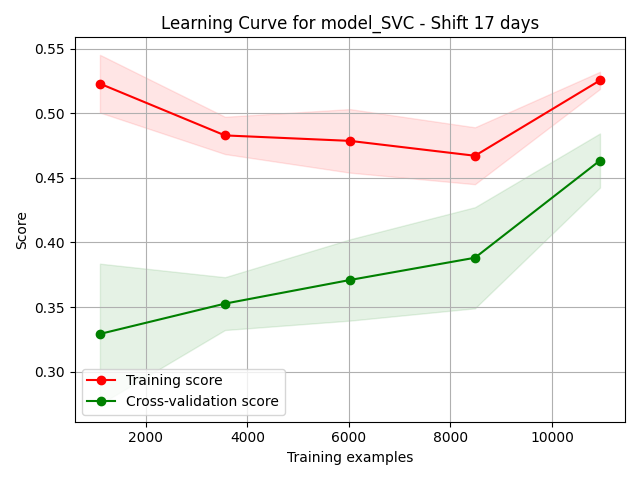 Learning Curve for model_SVC - Shift 17 days
0.55
0.50
0.45
0.40
0.35
0.30
Score
Training score
Cross-validation score
2000 4000 6000 8000 10000
Training examples